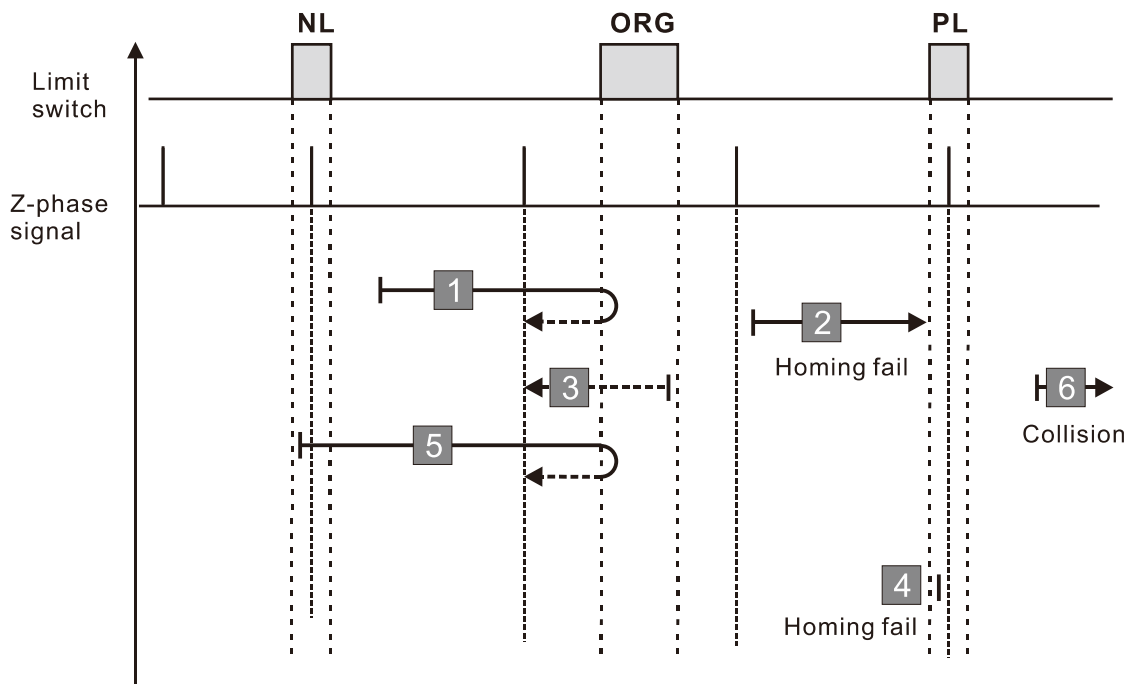 NL
ORG
PL
Limit
switch
Z-phase
signal
1
2
Homing fail
3
6
Collision
5
4
Homing fail